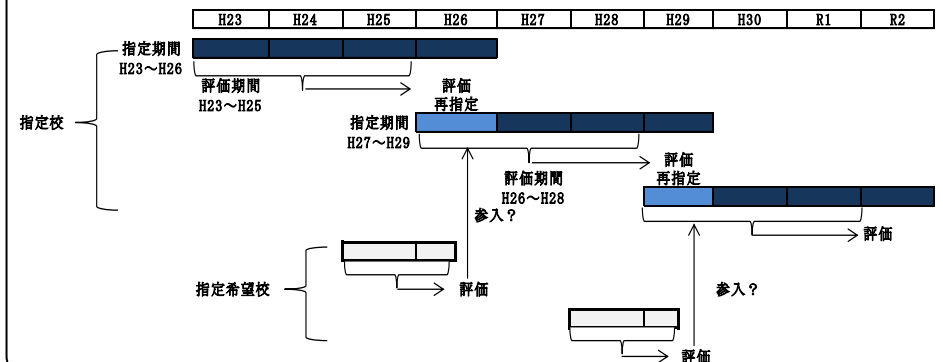 H23 H24 H25 H26 H27 H28 H29 H30 R1 R2
指定期間
H23～H26
評価期間
H23～H25
評価
再指定
指定校
指定期間
H27～H29
評価
再指定
評価期間
H26～H28
参入？
評価
指定希望校
評価
参入？
評価